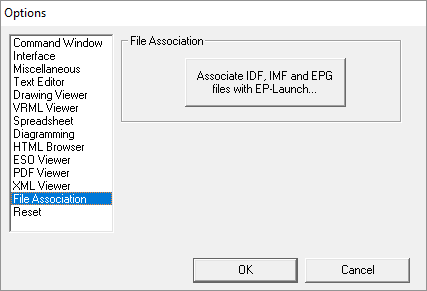 Options
Command Window
Interface
Miscellaneous
Text Editor
Drawing Viewer
VRML Viewer
Spreadsheet
Diagramming
HTML Browser
ESO Viewer
PDF Viewer
XML Viewer
File Association
Reset
File Association
Associate IDF, IMF and EPG
files with EP-Launch...
OK
Cancel